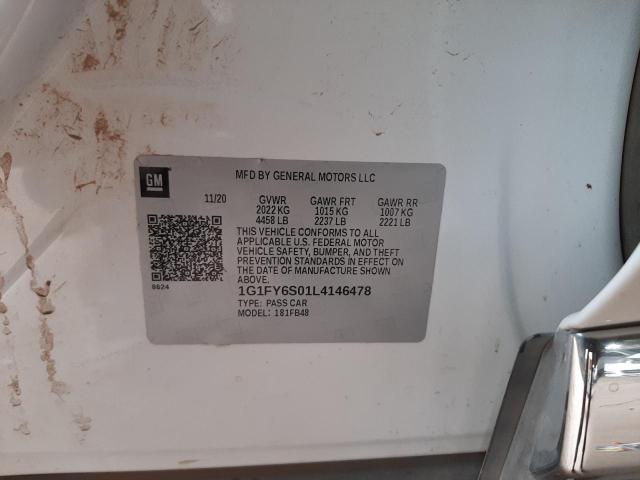 GM
MFD BY GENERAL MOTORS LLC
11/20 GVWR GAWR FRT GAWR RR
2022 KG 1015 KG 1007 KG
4458 LB 2237 LB 2221 LB
THIS VEHICLE CONFORMS TO ALL
APPLICABLE U.S. FEDERAL MOTOR
VEHICLE SAFETY, BUMPER, AND THEFT
PREVENTION STANDARDS IN EFFECT
ON THE DATE OF MANUFACTURE SHOWN
ABOVE.
8624
1G1FY6S01L4146478
TYPE: PASS CAR
MODEL: 181FB48